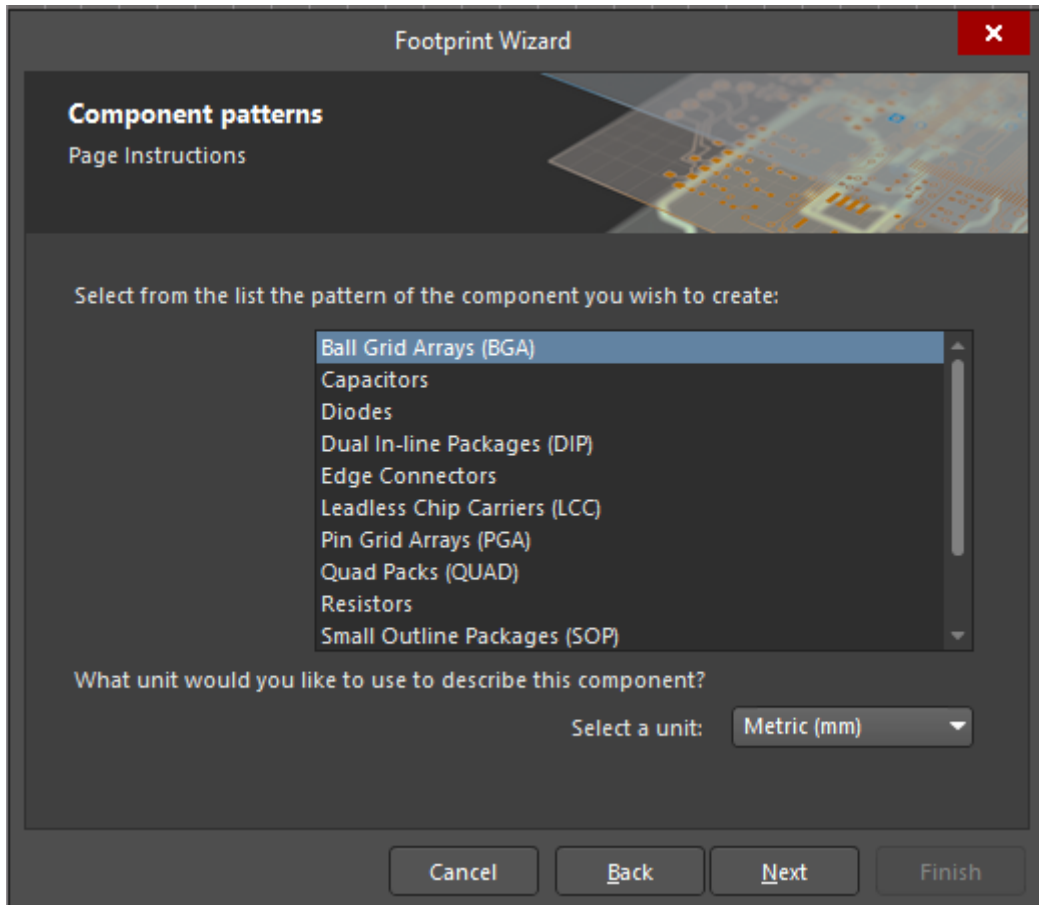 Footprint Wizard
Component patterns
Page Instructions
Select from the list the pattern of the component you wish to create:
Ball Grid Arrays (BGA)
Capacitors
Diodes
Dual In-line Packages (DIP)
Edge Connectors
Leadless Chip Carriers (LCC)
Pin Grid Arrays (PGA)
Quad Packs (QUAD)
Resistors
Small Outline Packages (SOP)
What unit would you like to use to describe this component?
Select a unit: Metric (mm)
Cancel Back Next Finish